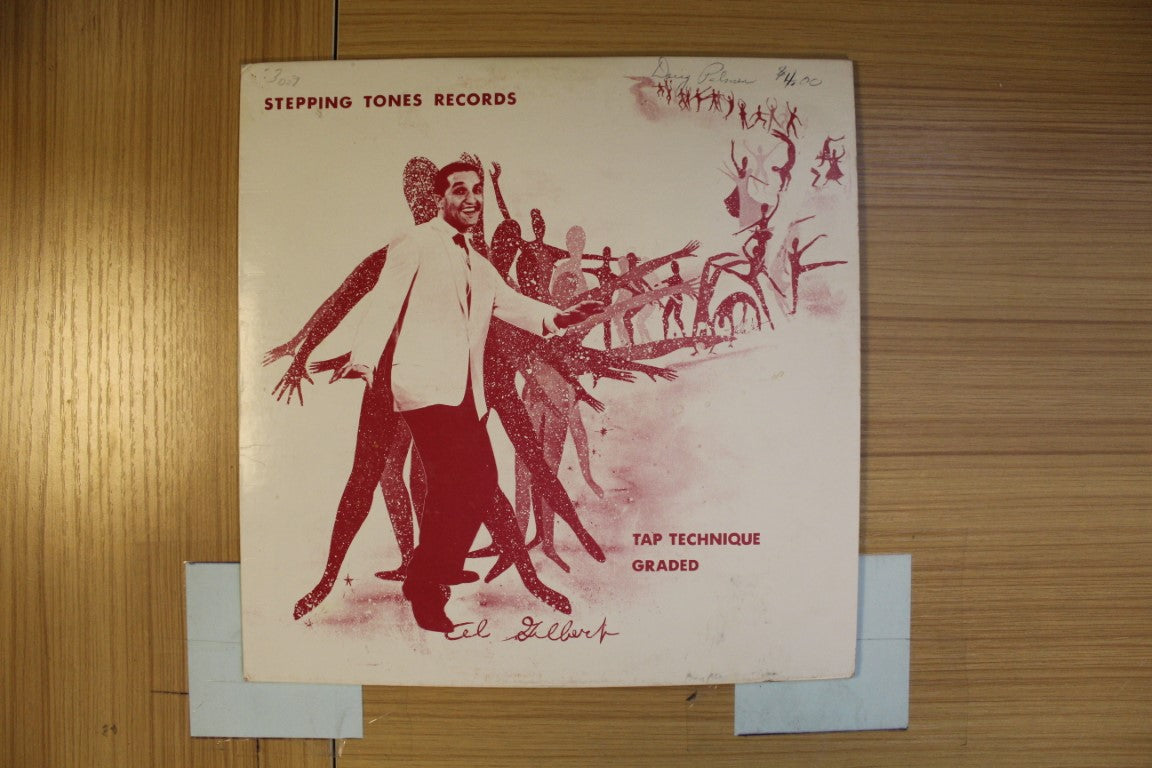 $4.00
STEPPING TONES RECORDS
TAP TECHNIQUE
GRADED
Al Gilbert